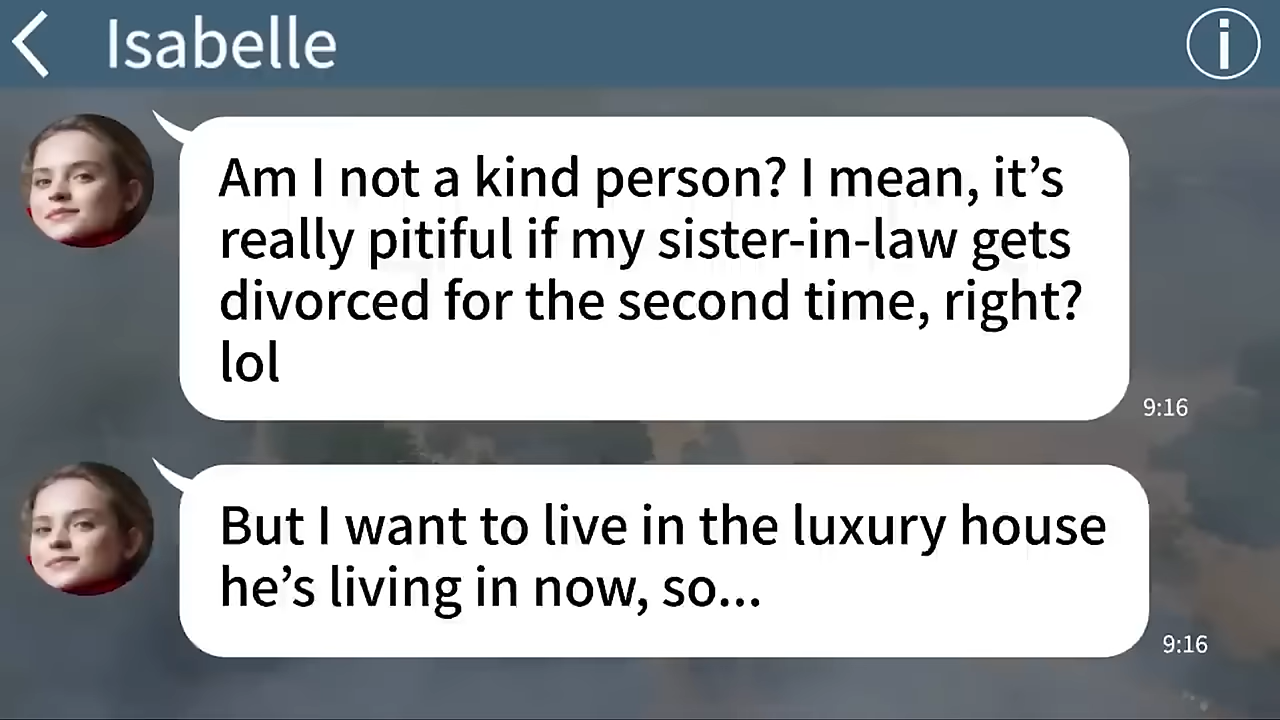 Isabelle
i
Am I not a kind person? I mean, it’s
really pitiful if my sister-in-law gets
divorced for the second time, right?
lol
9:16
But I want to live in the luxury house
he’s living in now, so...
9:16